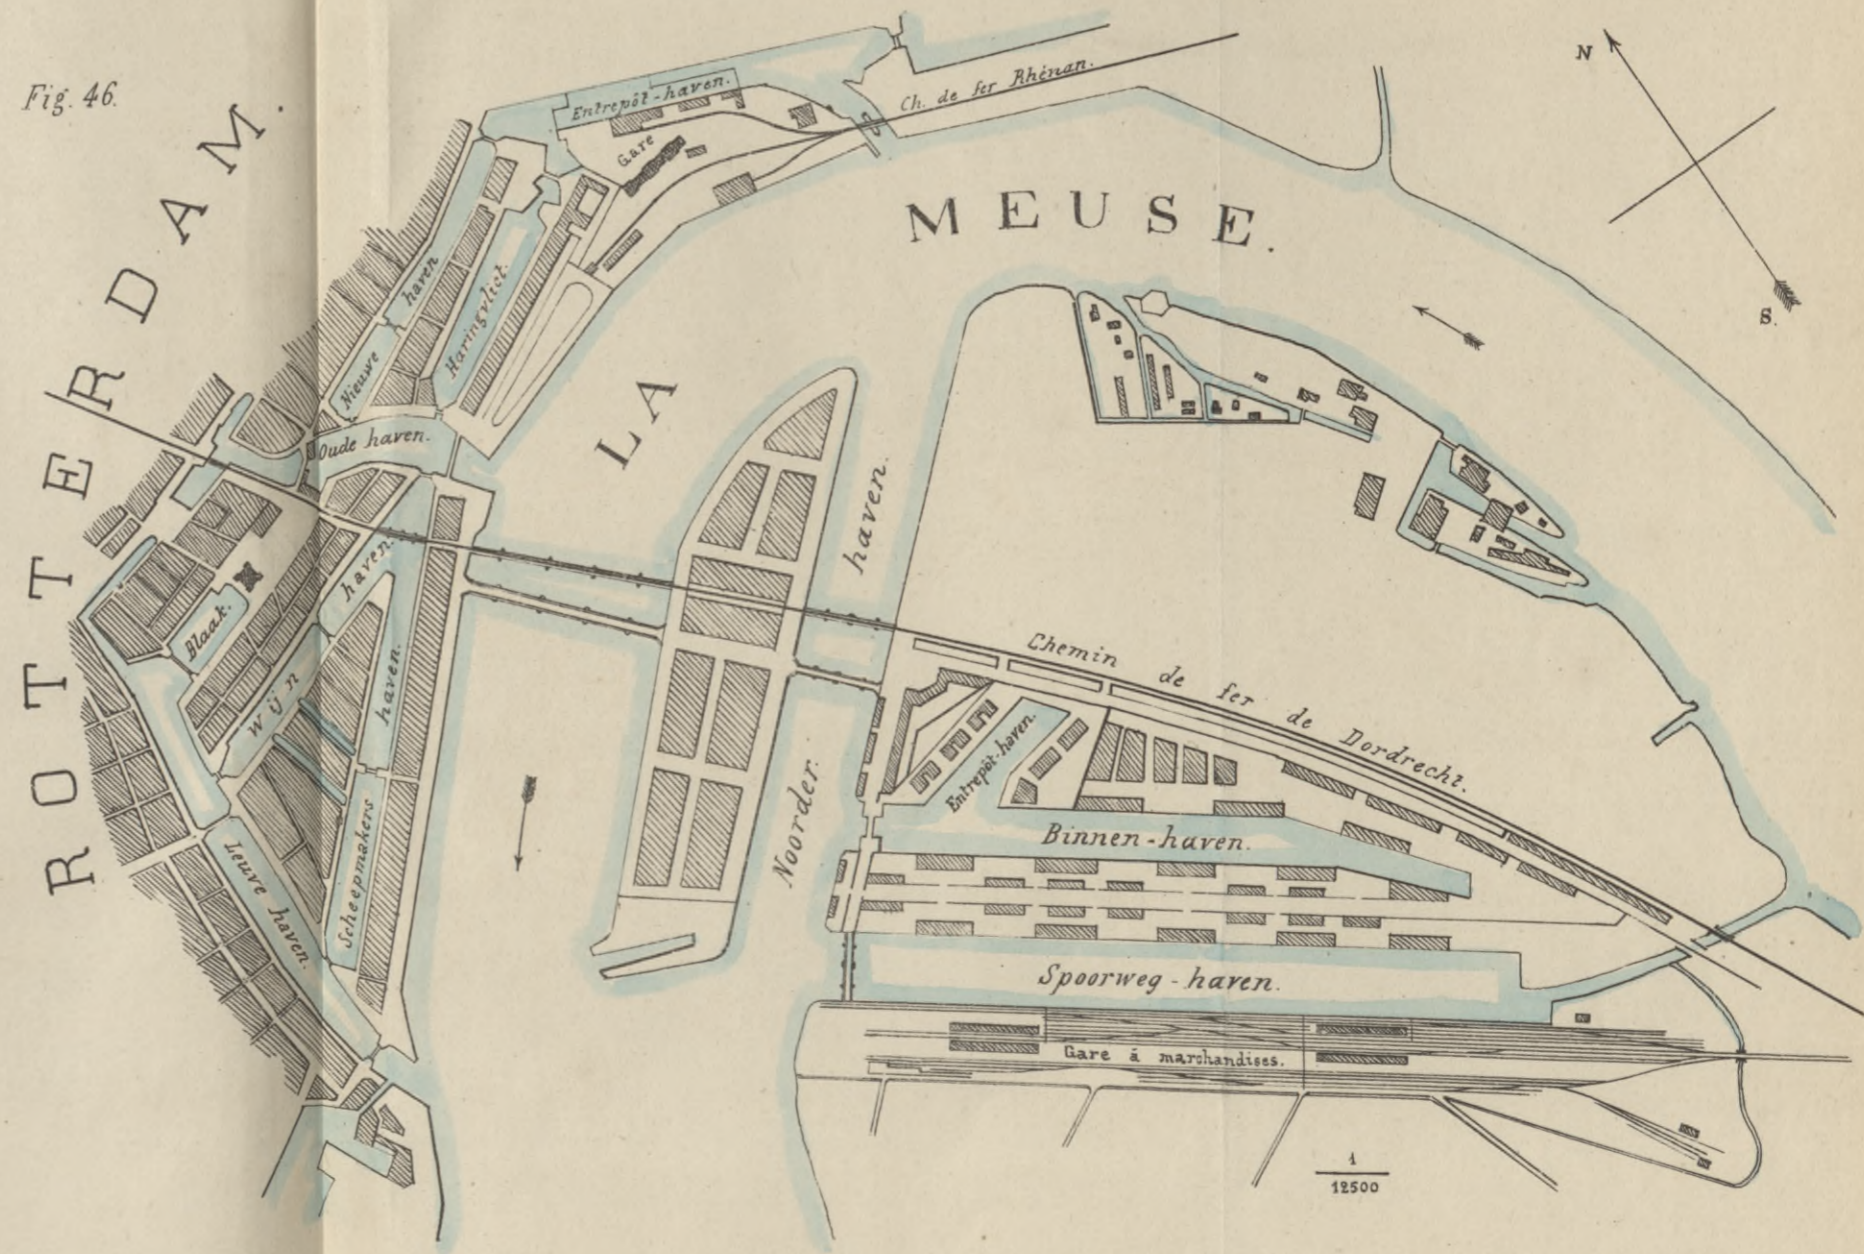 Fig. 46.
ROTTERDAM.
Entrepôt-haven.
Ch. de fer Rhénan.
Gare
N
S.
LA MEUSE.
Nieuwe haven
Haringvliet.
Oude haven.
Blaak.
Wijn haven.
Scheepmakers haven.
Leuve haven.
Noorder haven.
Chemin de fer de Dordrecht.
Entrepôt-haven.
Binnen-haven.
Spoorweg-haven.
Gare à marchandises.
1
12500